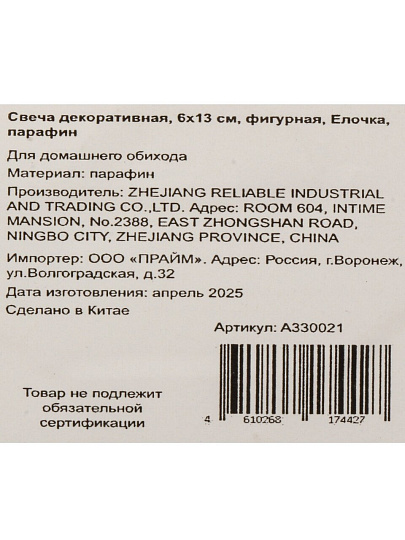 Свеча декоративная, 6х13 см, фигурная, Елочка,
парафин
Для домашнего обихода
Материал: парафин
Производитель: ZHEJIANG RELIABLE INDUSTRIAL
AND TRADING CO.,LTD. Адрес: ROOM 604, INTIME
MANSION, No.2388, EAST ZHONGSHAN ROAD,
NINGBO CITY, ZHEJIANG PROVINCE, CHINA
Импортер: ООО «ПРАЙМ». Адрес: Россия, г.Воронеж,
ул.Волгоградская, д.32
Дата изготовления: апрель 2025
Сделано в Китае
Артикул: А330021
Товар не подлежит
обязательной
сертификации
4 610268 174427